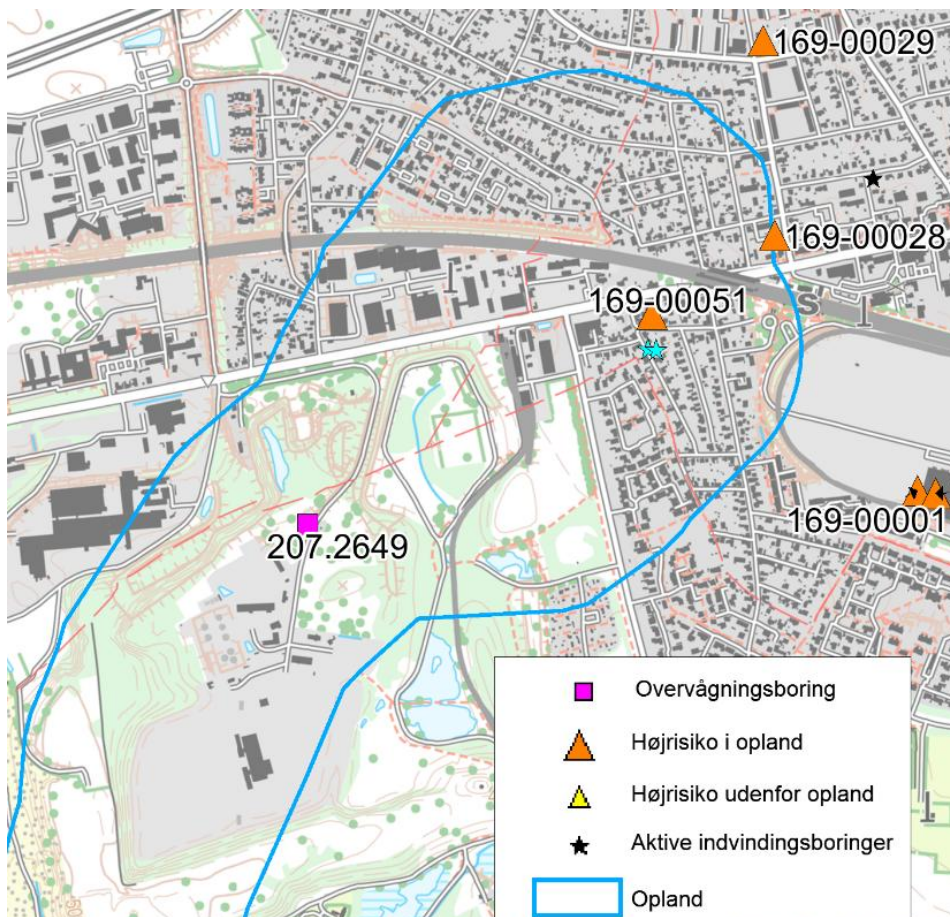 169-00029
169-00028
169-00051
S
169-00001
207.2649
Overvågningsboring
Højrisiko i opland
Højrisiko udenfor opland
Aktive indvindingsboringer
Opland